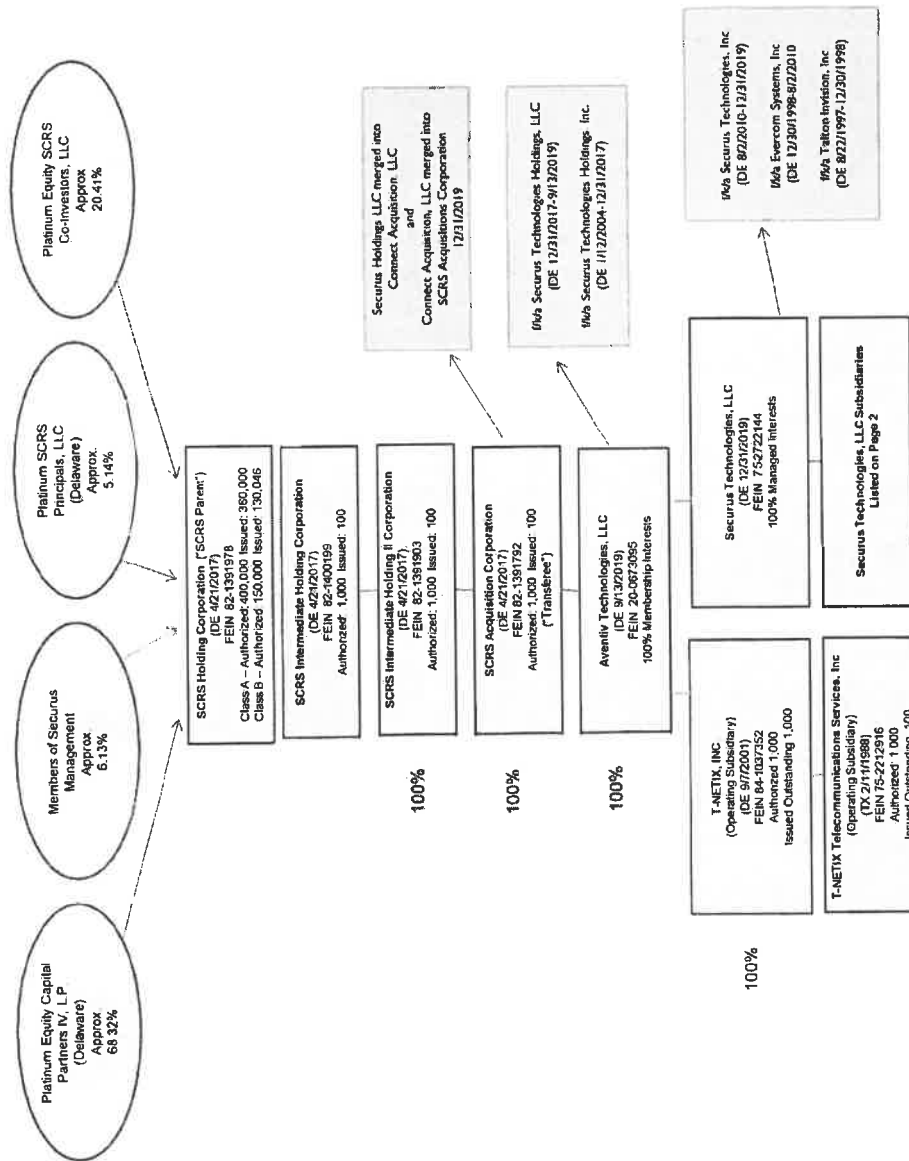 Platinum Equity Capital
Partners IV, L.P
(Delaware)
Approx.
68 32%
Members of Securus
Management
Approx
6.13%
Platinum SCRS
Principals, LLC
(Delaware)
Approx.
5.14%
Platinum Equity SCRS
Co-Investors, LLC
Approx
20.41%
SCRS Holding Corporation ("SCRS Parent")
(DE 4/21/2017)
FEIN 82-1391978
Class A – Authorized: 400,000 Issued: 360,000
Class B – Authorized: 150,000 Issued: 130,046
SCRS Intermediate Holding Corporation
(DE 4/21/2017)
FEIN 82-1400199
Authorized: 1,000 Issued: 100
100%
SCRS Intermediate Holding II Corporation
(DE 4/21/2017)
FEIN 82-1391903
Authorized: 1,000 Issued: 100
Securus Holdings LLC merged into
Connect Acquisition, LLC
and
Connect Acquisition, LLC merged into
SCRS Acquisitions Corporation
12/31/2019
100%
SCRS Acquisition Corporation
(DE 4/21/2017)
FEIN 82-1391792
Authorized: 1,000 Issued: 100
("Transferee")
100%
Aventiv Technologies, LLC
(DE 9/13/2019)
FEIN 20-0673095
100% Membership Interests
f/k/a Securus Technologies Holdings, LLC
(DE 12/31/2017-9/13/2019)
f/k/a Securus Technologies Holdings Inc.
(DE 1/12/2004-12/31/2017)
100%
T-NETIX, INC
(Operating Subsidiary)
(DE 9/7/2001)
FEIN 84-1037352
Authorized 1,000
Issued Outstanding 1,000
Securus Technologies, LLC
(DE 12/31/2019)
FEIN 75-2722144
100% Managed Interests
f/k/a Securus Technologies, Inc
(DE 8/2/2010-12/31/2019)
f/k/a Evercom Systems, Inc
(DE 12/30/1998-8/2/2010
f/k/a Talton Invision, Inc
(DE 8/22/1997-12/30/1998)
T-NETIX Telecommunications Services, Inc
(Operating Subsidiary)
(TX 2/11/1988)
FEIN 75-2212916
Authorized: 1 000
Issued Outstanding 100
Securus Technologies, LLC Subsidiaries
Listed on Page 2